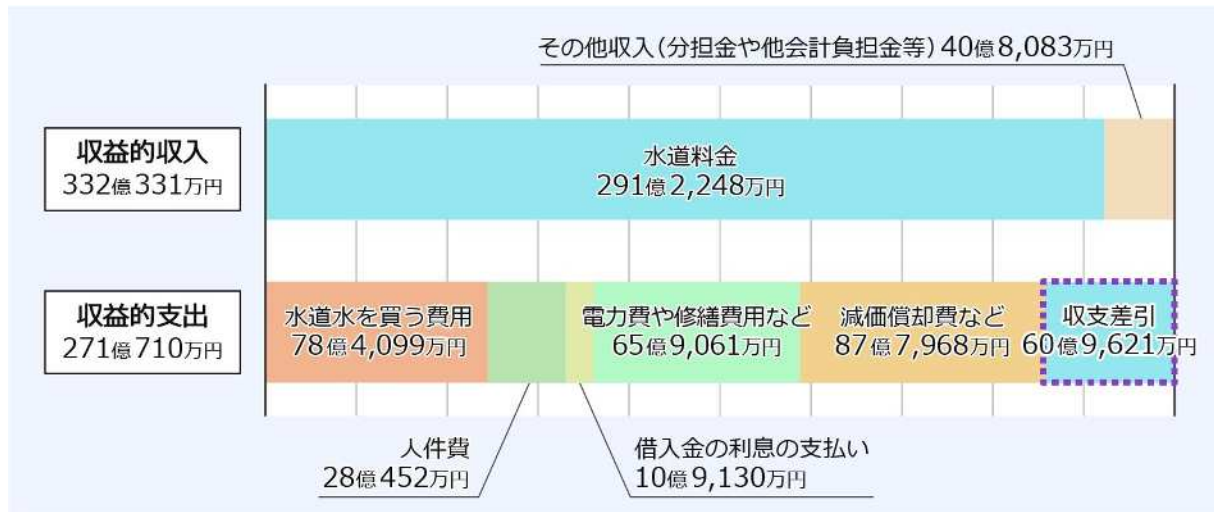 その他収入(分担金や他会計負担金等)40億8,083万円
収益的収入
332億331万円
水道料金
291億2,248万円
収益的支出
271億710万円
水道水を買う費用
78億4,099万円
電力費や修繕費用など
65億9,061万円
減価償却費など
87億7,968万円
収支差引
60億9,621万円
人件費
28億452万円
借入金の利息の支払い
10億9,130万円